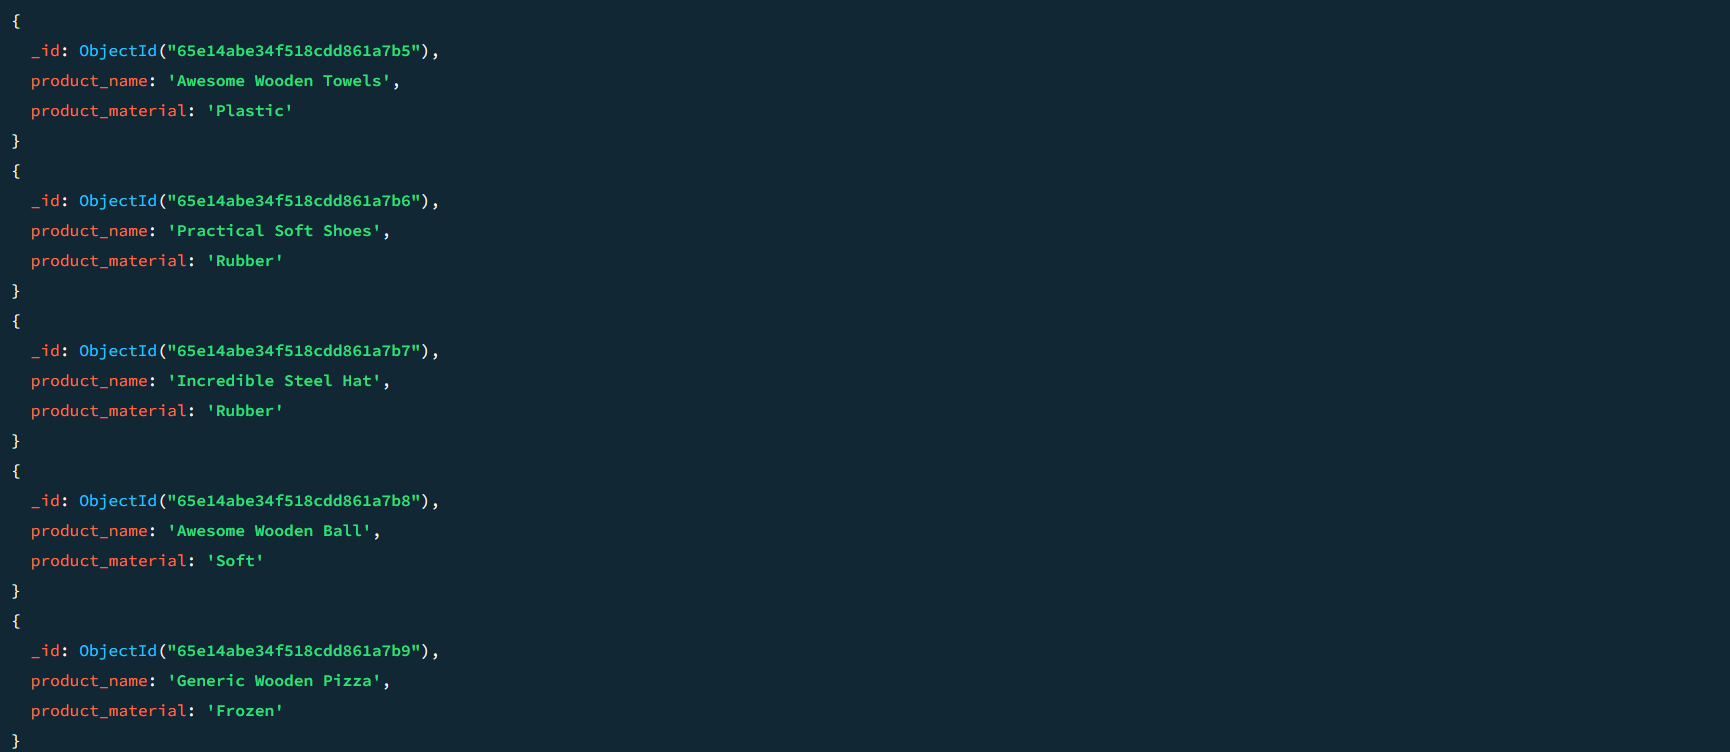 {
  _id: ObjectId("65e14abe34f518cdd861a7b5"),
  product_name: 'Awesome Wooden Towels',
  product_material: 'Plastic'
}
{
  _id: ObjectId("65e14abe34f518cdd861a7b6"),
  product_name: 'Practical Soft Shoes',
  product_material: 'Rubber'
}
{
  _id: ObjectId("65e14abe34f518cdd861a7b7"),
  product_name: 'Incredible Steel Hat',
  product_material: 'Rubber'
}
{
  _id: ObjectId("65e14abe34f518cdd861a7b8"),
  product_name: 'Awesome Wooden Ball',
  product_material: 'Soft'
}
{
  _id: ObjectId("65e14abe34f518cdd861a7b9"),
  product_name: 'Generic Wooden Pizza',
  product_material: 'Frozen'
}